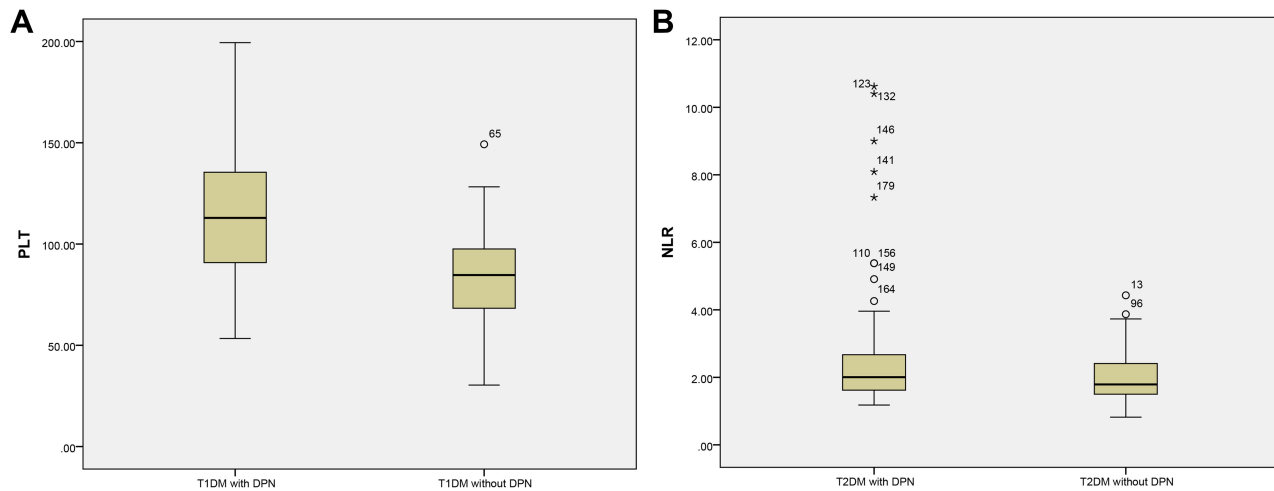 A
PLT
200.00
150.00
100.00
50.00
.00
65
T1DM with DPN
T1DM without DPN
B
NLR
12.00
10.00
8.00
6.00
4.00
2.00
.00
123
132
146
141
179
110 156
149
164
13
96
T2DM with DPN
T2DM without DPN